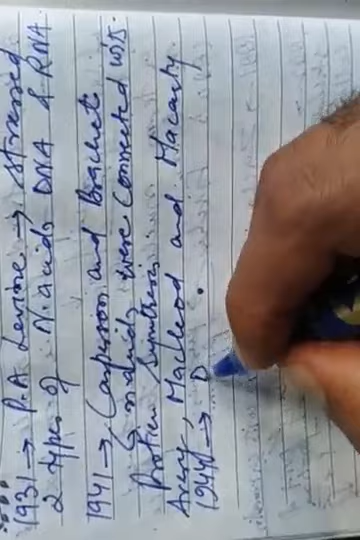 1931 → P.A. Levine → stressed
2 types of N.acids DNA & RNA
1941 → Casperson and Brachet
N.acids were connected with
Protein Synthesis.
Avery, Macleod and Macarty
1944 → D